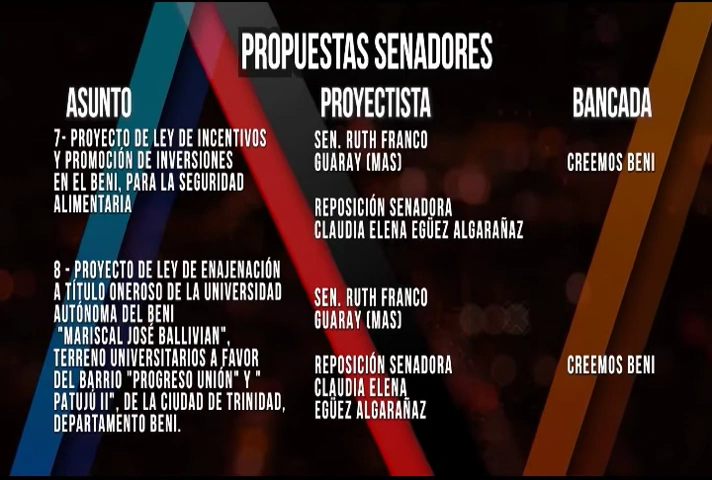 PROPUESTAS SENADORES
ASUNTO
PROYECTISTA
BANCADA
7- PROYECTO DE LEY DE INCENTIVOS
Y PROMOCIÓN DE INVERSIONES
EN EL BENI, PARA LA SEGURIDAD
ALIMENTARIA
SEN. RUTH FRANCO
GUARAY (MAS)
REPOSICIÓN SENADORA
CLAUDIA ELENA EGÜEZ ALGARAÑAZ
CREEMOS BENI
8 - PROYECTO DE LEY DE ENAJENACIÓN
A TÍTULO ONEROSO DE LA UNIVERSIDAD
AUTÓNOMA DEL BENI
"MARISCAL JOSÉ BALLIVIAN",
TERRENO UNIVERSITARIOS A FAVOR
DEL BARRIO "PROGRESO UNIÓN" Y "
PATUJÚ II", DE LA CIUDAD DE TRINIDAD,
DEPARTAMENTO BENI.
SEN. RUTH FRANCO
GUARAY (MAS)
REPOSICIÓN SENADORA
CLAUDIA ELENA
EGÜEZ ALGARAÑAZ
CREEMOS BENI